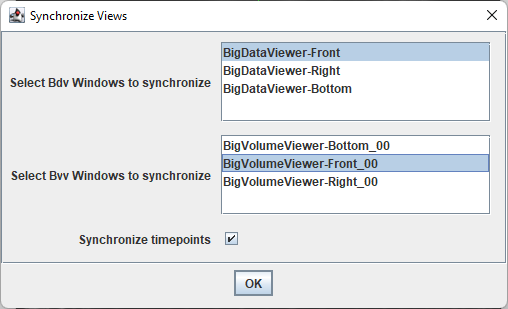 Synchronize Views
BigDataViewer-Front
BigDataViewer-Right
BigDataViewer-Bottom
Select Bdv Windows to synchronize
BigVolumeViewer-Bottom_00
BigVolumeViewer-Front_00
BigVolumeViewer-Right_00
Select Bvv Windows to synchronize
Synchronize timepoints
OK